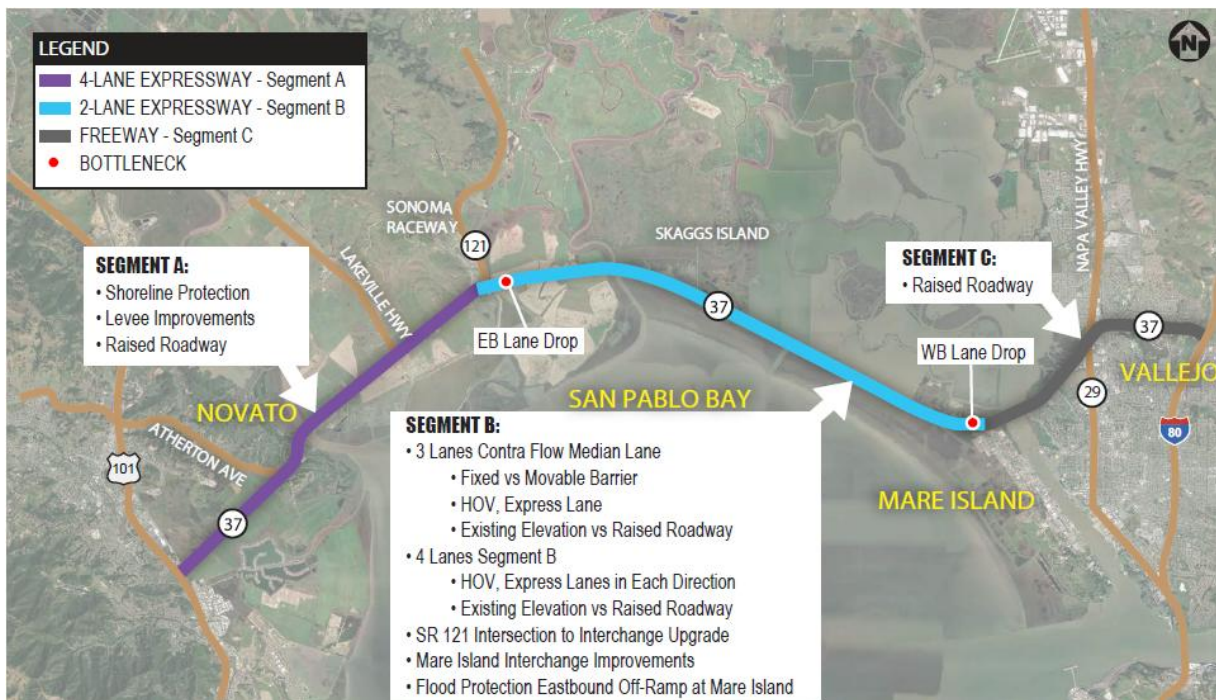 LEGEND
4-LANE EXPRESSWAY - Segment A
2-LANE EXPRESSWAY - Segment B
FREEWAY - Segment C
BOTTLENECK
N
SONOMA
RACEWAY
121
SKAGGS ISLAND
NAPA VALLEY HWY
LAKEVILLE HWY
SEGMENT A:
• Shoreline Protection
• Levee Improvements
• Raised Roadway
SEGMENT C:
• Raised Roadway
37
37
EB Lane Drop
WB Lane Drop
VALLEJO
NOVATO
SAN PABLO BAY
29
80
ATHERTON AVE
101
37
MARE ISLAND
SEGMENT B:
• 3 Lanes Contra Flow Median Lane
• Fixed vs Movable Barrier
• HOV, Express Lane
• Existing Elevation vs Raised Roadway
• 4 Lanes Segment B
• HOV, Express Lanes in Each Direction
• Existing Elevation vs Raised Roadway
• SR 121 Intersection to Interchange Upgrade
• Mare Island Interchange Improvements
• Flood Protection Eastbound Off-Ramp at Mare Island